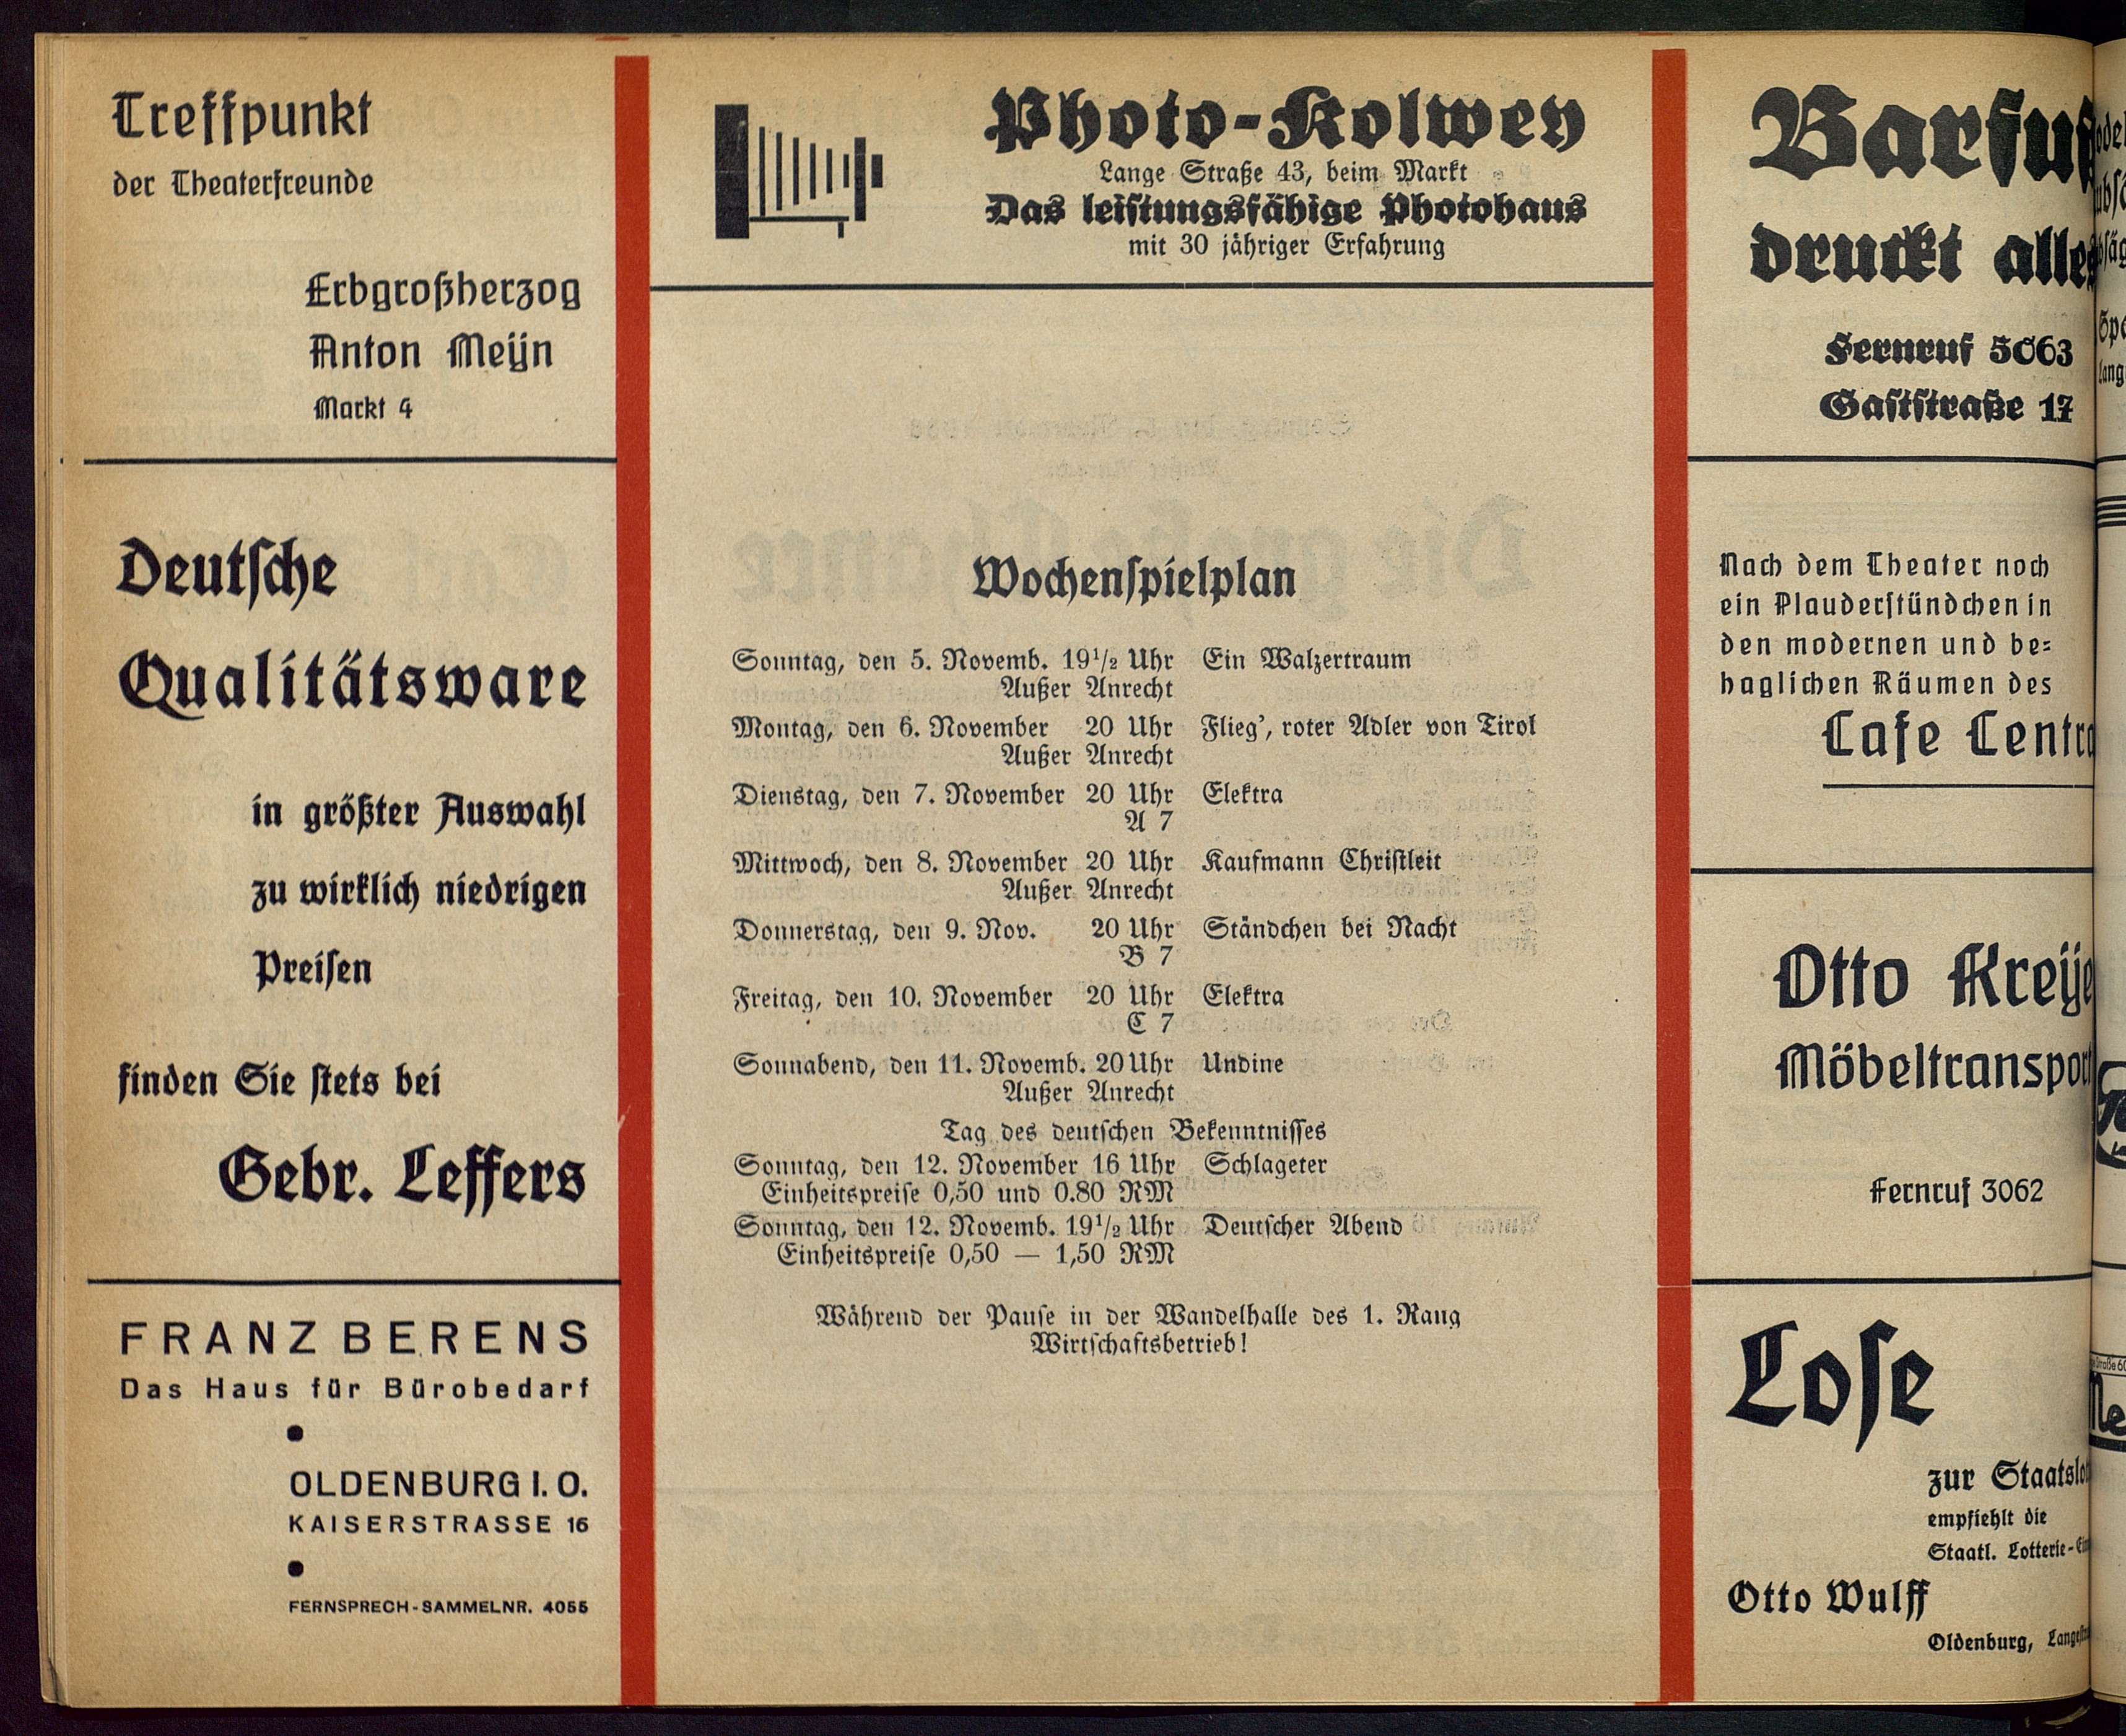 Treffpunkt
der Theaterfreunde
Erbgroßherzog
Anton Meijn
Markt 4
Deutsche
Qualitätsware
in größter Auswahl
zu wirklich niedrigen
Preisen
finden Sie stets bei
Gebr. Leffers
FRANZ BERENS
Das Haus für Bürobedarf
OLDENBURG I. O.
KAISERSTRASSE 16
FERNSPRECH-SAMMELNR. 4055
Photo-Kolwey
Lange Straße 43, beim Markt
Das leistungsfähige Photohaus
mit 30 jähriger Erfahrung
Wochenspielplan
Sonntag, den 5. Novemb. 19½ Uhr Ein Walzertraum
Außer Anrecht
Montag, den 6. November 20 Uhr Flieg', roter Adler von Tirol
Außer Anrecht
Dienstag, den 7. November 20 Uhr Elektra
A 7
Mittwoch, den 8. November 20 Uhr Kaufmann Christleit
Außer Anrecht
Donnerstag, den 9. Nov. 20 Uhr Ständchen bei Nacht
B 7
Freitag, den 10. November 20 Uhr Elektra
C 7
Sonnabend, den 11. Novemb. 20 Uhr Undine
Außer Anrecht
Tag des deutschen Bekenntnisses
Sonntag, den 12. November 16 Uhr Schlageter
Einheitspreise 0,50 und 0.80 RM
Sonntag, den 12. Novemb. 19½ Uhr Deutscher Abend
Einheitspreise 0,50 — 1,50 RM
Während der Pause in der Wandelhalle des 1. Rang
Wirtschaftsbetrieb!
druckt alles
Fernruf 5063
Gaststraße 17
Nach dem Theater noch
ein Plauderstündchen in
den modernen und be=
haglichen Räumen des
Cafe
Otto
Fernruf 3062
Lose
zur
empfiehlt die
Staatl.
Otto Wulff
Oldenburg,